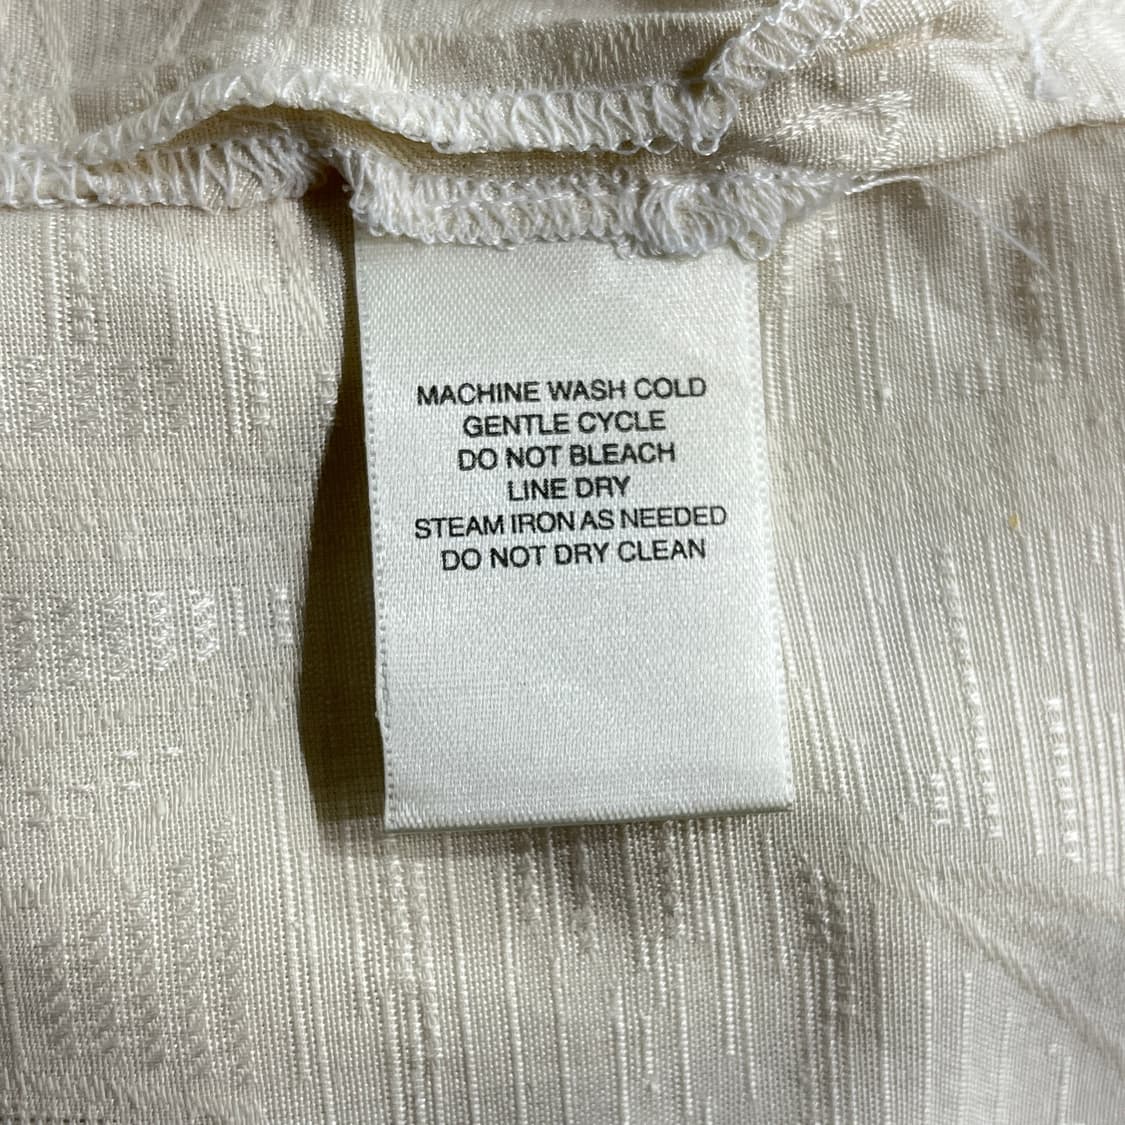 MACHINE WASH COLD
GENTLE CYCLE
DO NOT BLEACH
LINE DRY
STEAM IRON AS NEEDED
DO NOT DRY CLEAN